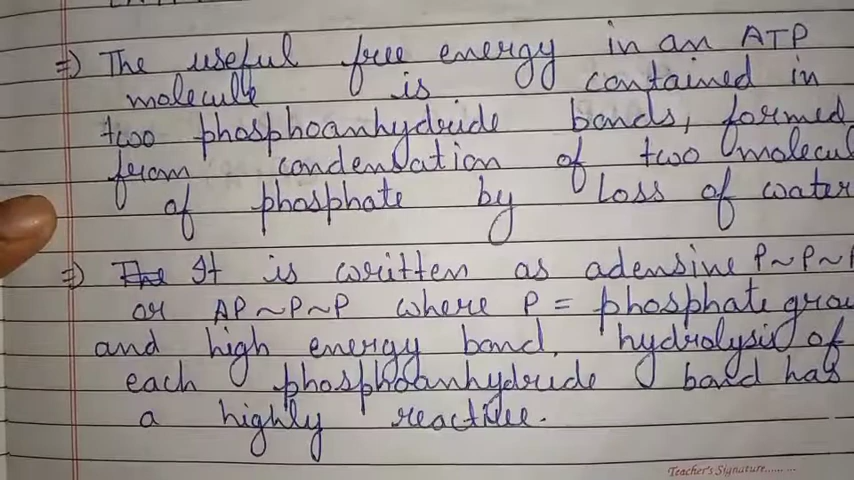 =) The useful free energy in an ATP
molecule is contained in
two phosphoanhydride bonds, formed
from condensation of two molecul
of phosphate by loss of water
=) The It is written as adensine P~P~P
or AP~P~P where P = phosphate grou
and high energy bond. hydrolysis of
each phosphoanhydride bond has
a highly reactive.
Teacher's Signature.........